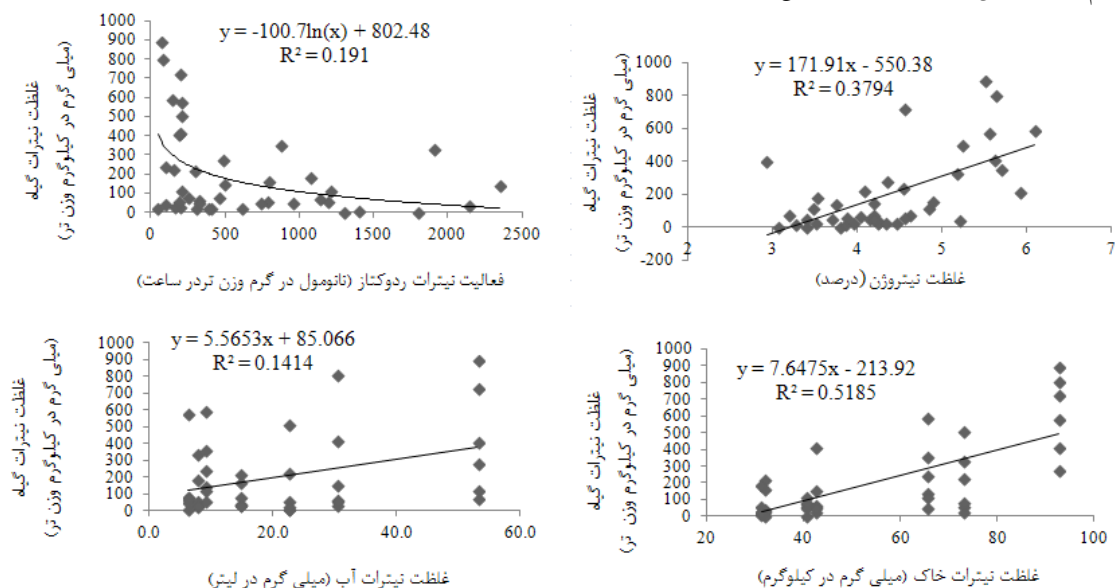 y = -100.7ln(x) + 802.48
R² = 0.191
1000
900
800
700
600
500
400
300
200
100
0
0 500 1000 1500 2000 2500
غلظت نیترات گیاه
(میلی گرم در کیلوگرم وزن تر)
فعالیت نیترات ردوکتاز (نانومول در گرم وزن تردر ساعت)
y = 171.91x - 550.38
R² = 0.3794
1000
800
600
400
200
0
-200
2 3 4 5 6 7
غلظت نیترات گیاه
(میلی گرم در کیلوگرم وزن تر)
غلظت نیتروژن (درصد)
y = 5.5653x + 85.066
R² = 0.1414
1000
900
800
700
600
500
400
300
200
100
0
0.0 20.0 40.0 60.0
غلظت نیترات گیاه
(میلی گرم در کیلوگرم وزن تر)
غلظت نیترات آب (میلی گرم در لیتر)
y = 7.6475x - 213.92
R² = 0.5185
1000
900
800
700
600
500
400
300
200
100
0
20 40 60 80 100
غلظت نیترات گیاه
(میلی گرم در کیلوگرم وزن تر)
غلظت نیترات خاک (میلی گرم در کیلوگرم)